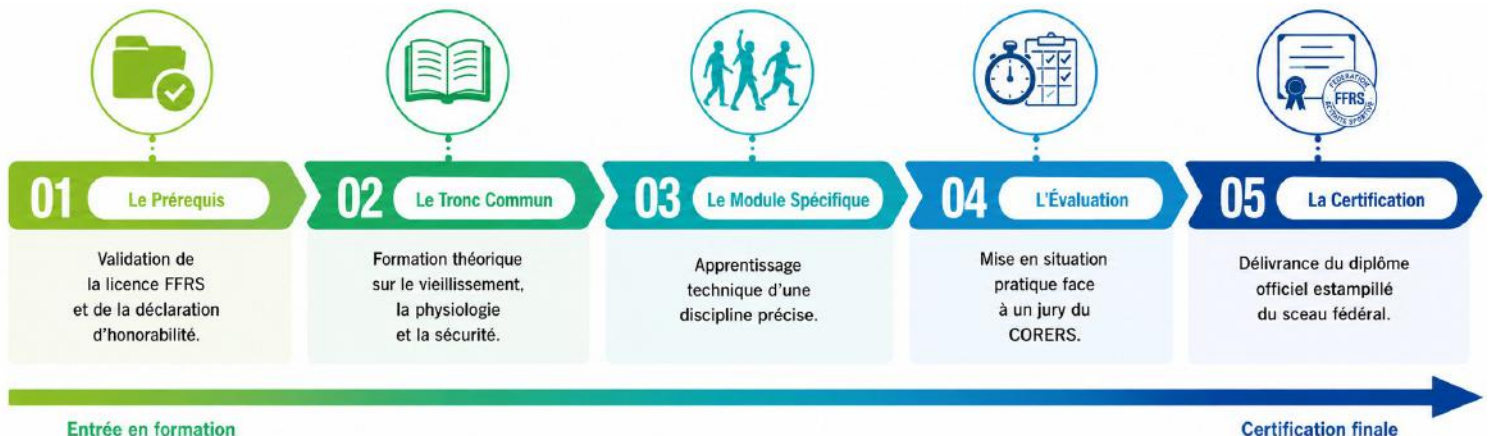 FEDERATION
FFRS
RETRAITE SPORTIVE
01 Le Prérequis
Validation de
la licence FFRS
et de la déclaration
d'honorabilité.
02 Le Tronc Commun
Formation théorique
sur le vieillissement,
la physiologie
et la sécurité.
03 Le Module Spécifique
Apprentissage
technique d'une
discipline précise.
04 L'Évaluation
Mise en situation
pratique face
à un jury du
CORERS.
05 La Certification
Délivrance du diplôme
officiel estampillé
du sceau fédéral.
Entrée en formation
Certification finale